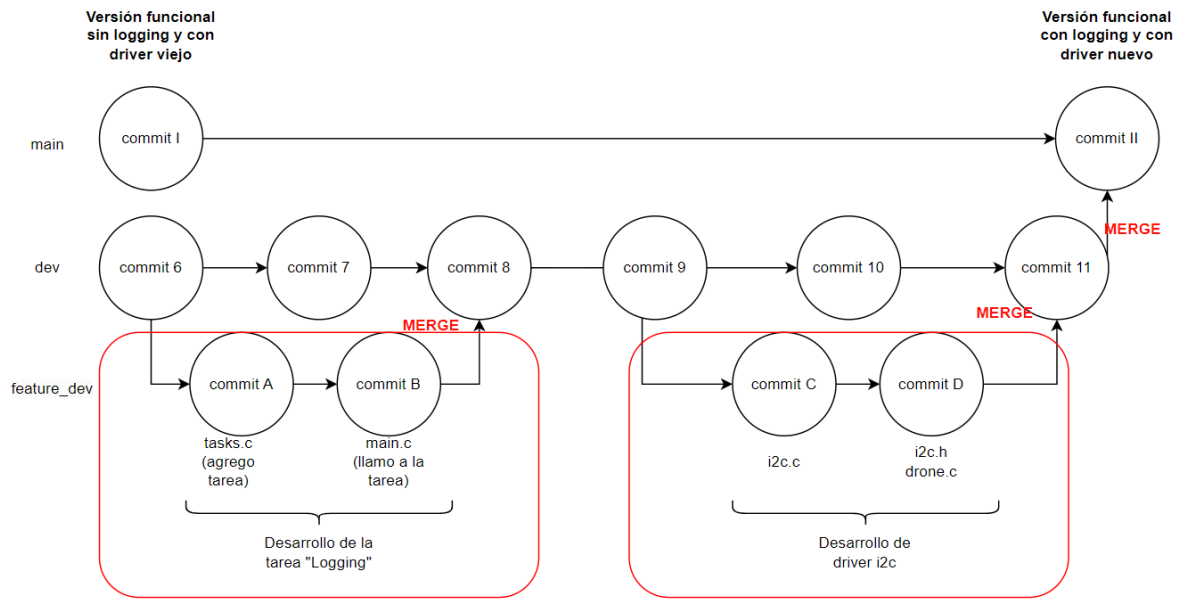 Versión funcional
sin logging y con
driver viejo
Versión funcional
con logging y con
driver nuevo
main
commit I
commit II
MERGE
dev
commit 6
commit 7
commit 8
commit 9
commit 10
commit 11
MERGE
MERGE
feature_dev
commit A
commit B
commit C
commit D
tasks.c
(agrego
tarea)
main.c
(llamo a la
tarea)
i2c.c
i2c.h
drone.c
Desarrollo de la
tarea "Logging"
Desarrollo de
driver i2c